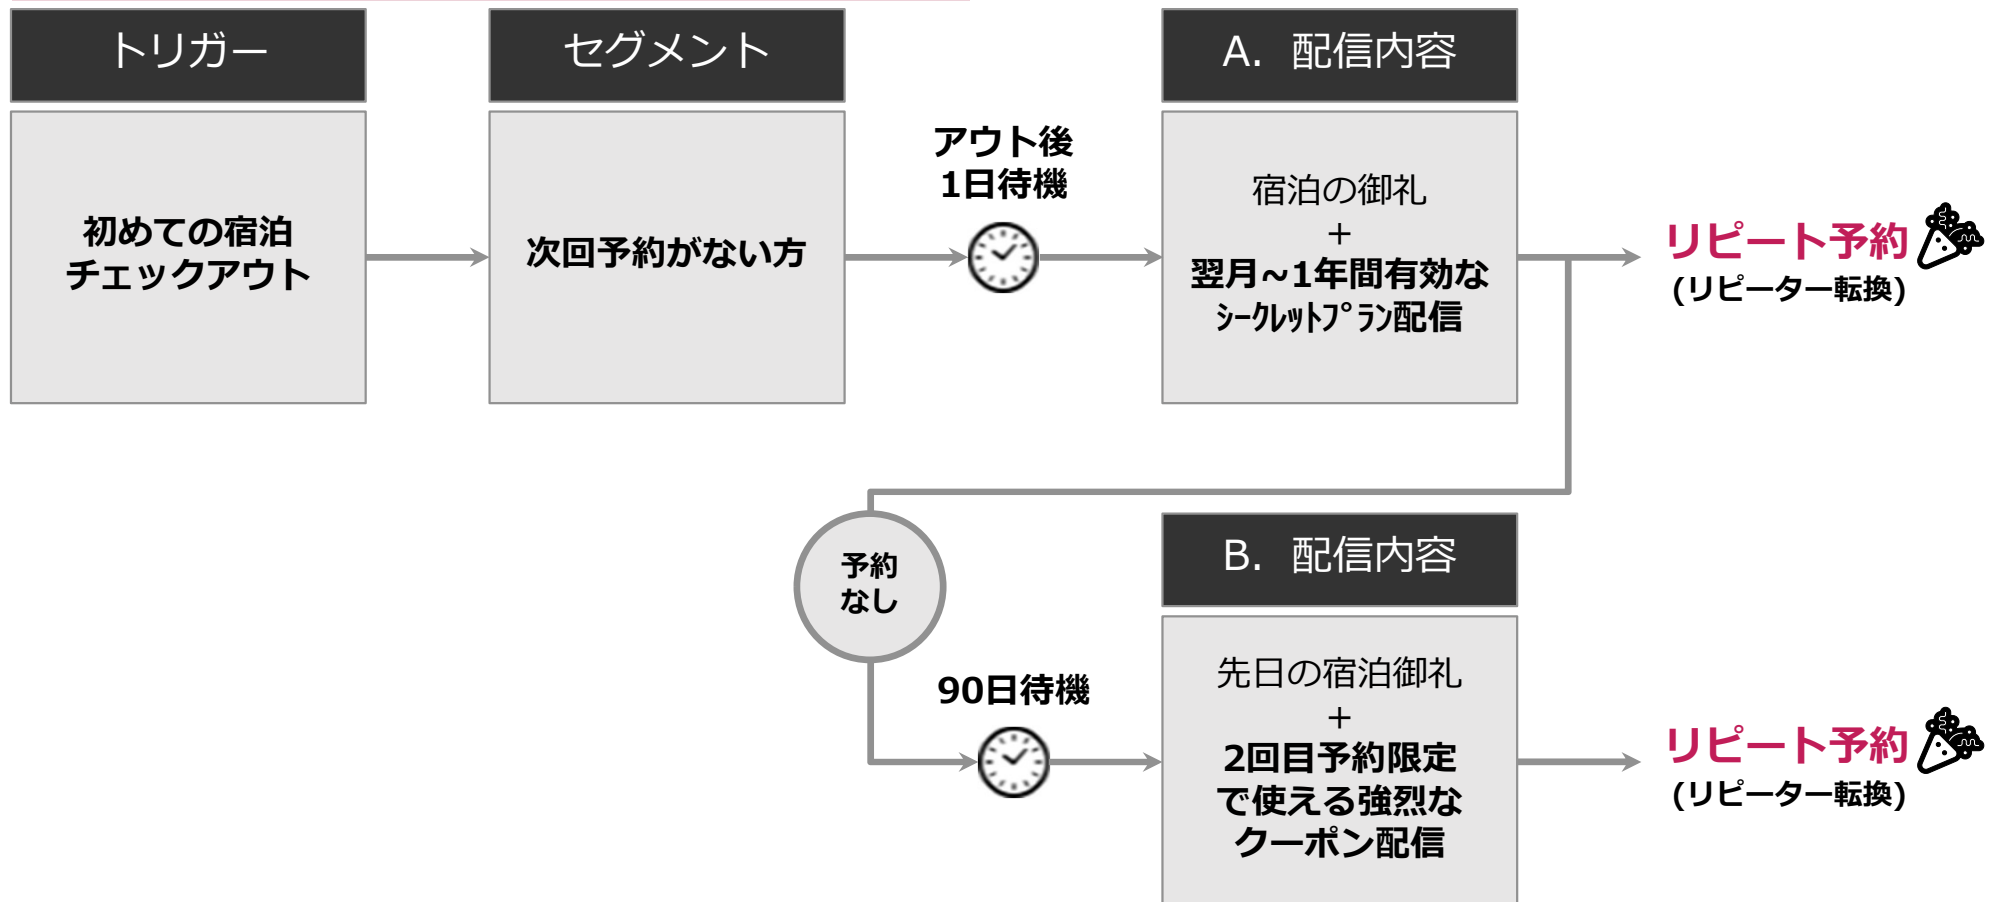 トリガー
セグメント
A. 配信内容
初めての宿泊
チェックアウト
次回予約がない方
アウト後
1日待機
宿泊の御礼
+
翌月~1年間有効な
ｼｰｸﾚｯﾄﾌﾟﾗﾝ配信
リピート予約
(リピーター転換)
予約
なし
90日待機
B. 配信内容
先日の宿泊御礼
+
2回目予約限定
で使える強烈な
クーポン配信
リピート予約
(リピーター転換)